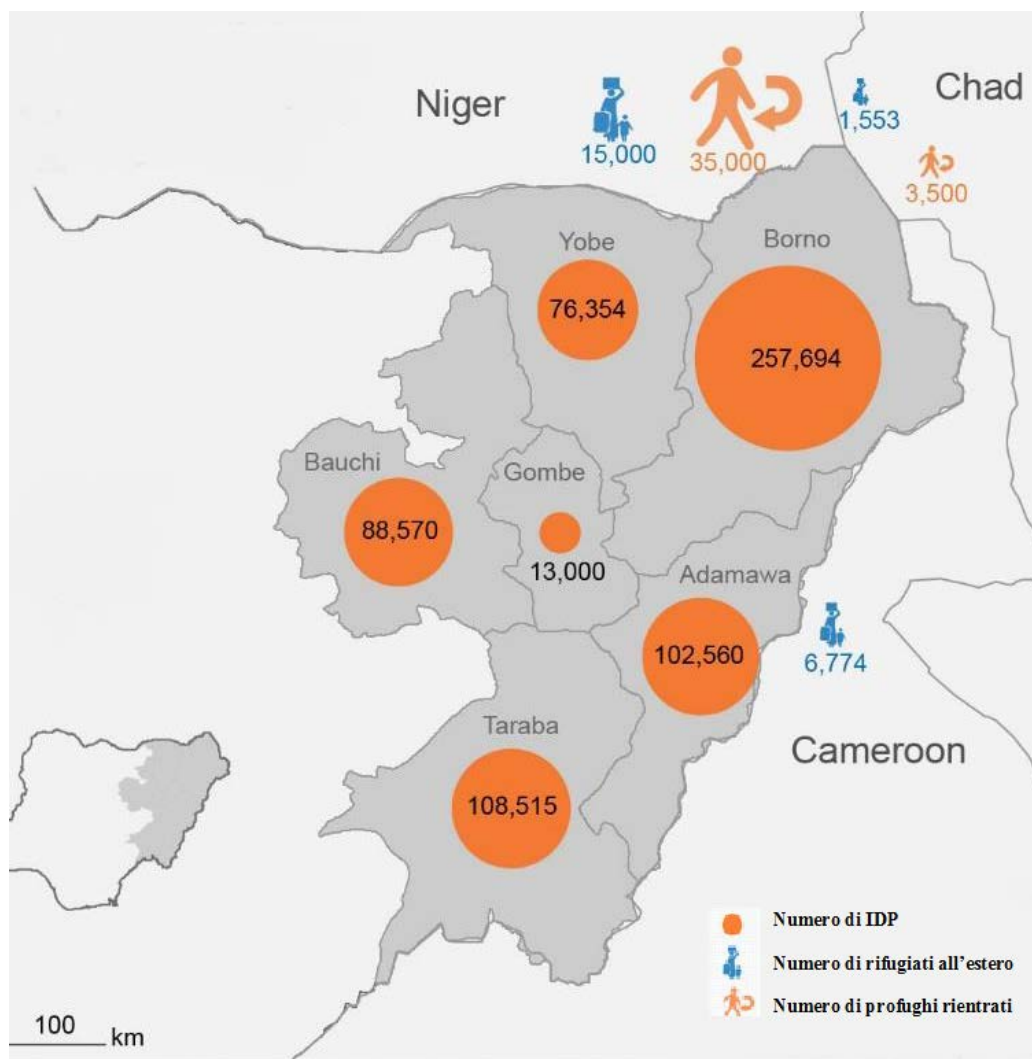 Niger
Chad
15,000
35,000
1,553
3,500
Yobe
76,354
Borno
257,694
Bauchi
88,570
Gombe
13,000
Adamawa
102,560
6,774
Cameroon
Taraba
108,515
Numero di IDP
Numero di rifugiati all'estero
Numero di profughi rientrati
100 km